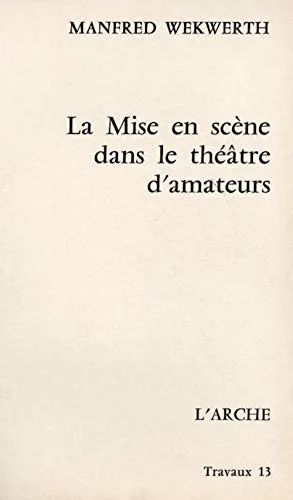 MANFRED WEKWERTH
La Mise en scène
dans le théâtre
d'amateurs
L'ARCHE
Travaux 13